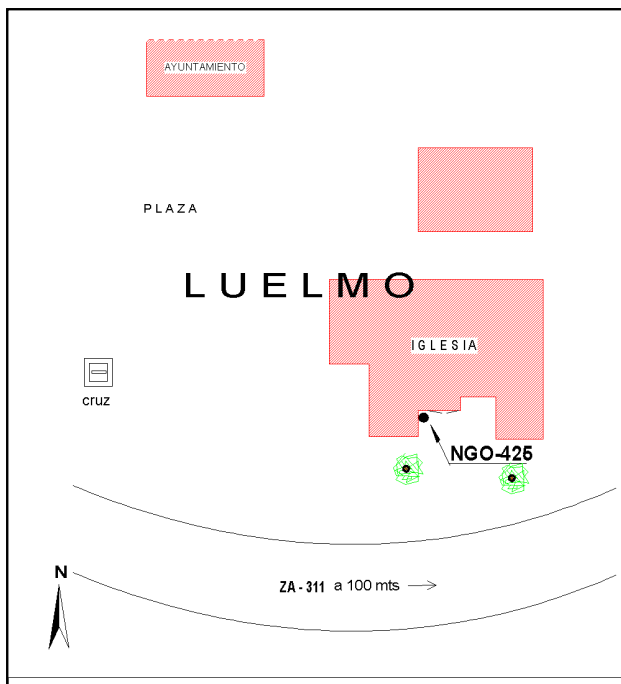 AYUNTAMIENTO
PLAZA
LUELMO
IGLESIA
cruz
NGO-425
N
ZA - 311 a 100 mts